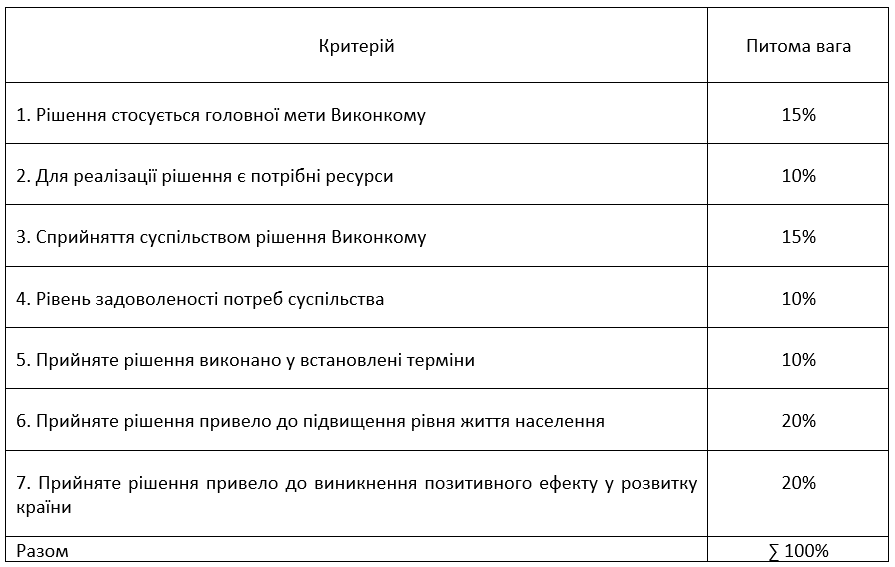 Критерій Питома вага
1. Рішення стосується головної мети Виконкому 15%
2. Для реалізації рішення є потрібні ресурси 10%
3. Сприйняття суспільством рішення Виконкому 15%
4. Рівень задоволеності потреб суспільства 10%
5. Прийняте рішення виконано у встановлені терміни 10%
6. Прийняте рішення привело до підвищення рівня життя населення 20%
7. Прийняте рішення привело до виникнення позитивного ефекту у розвитку 20%
країни
Разом ∑ 100%